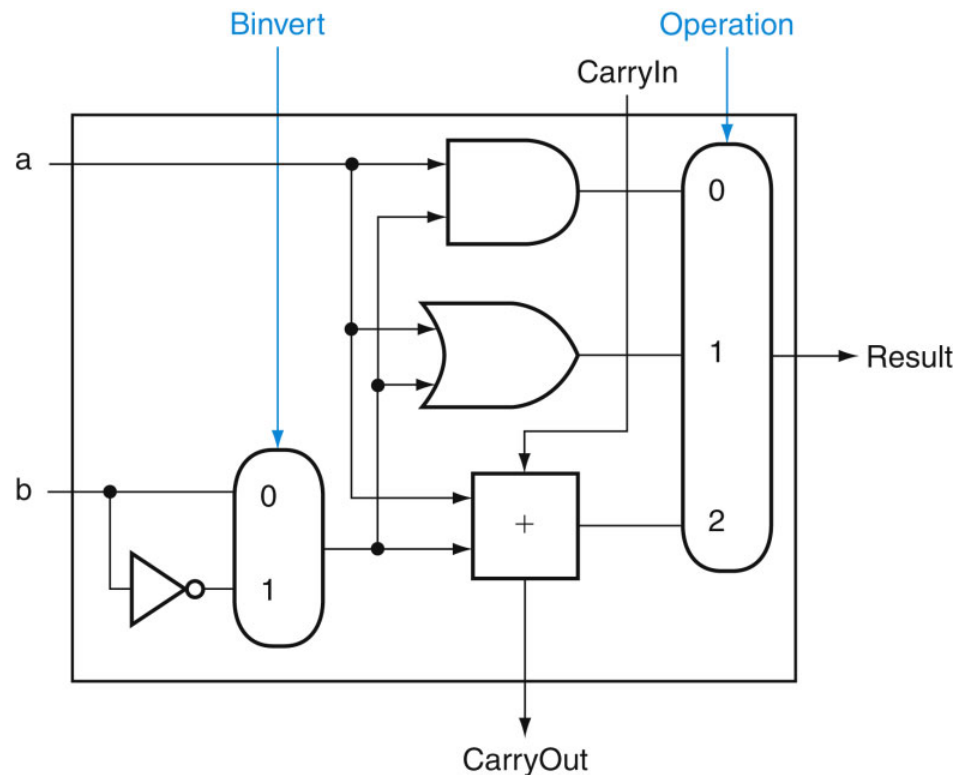 Binvert
Operation
CarryIn
a
0
1
Result
b
0
+
2
1
CarryOut